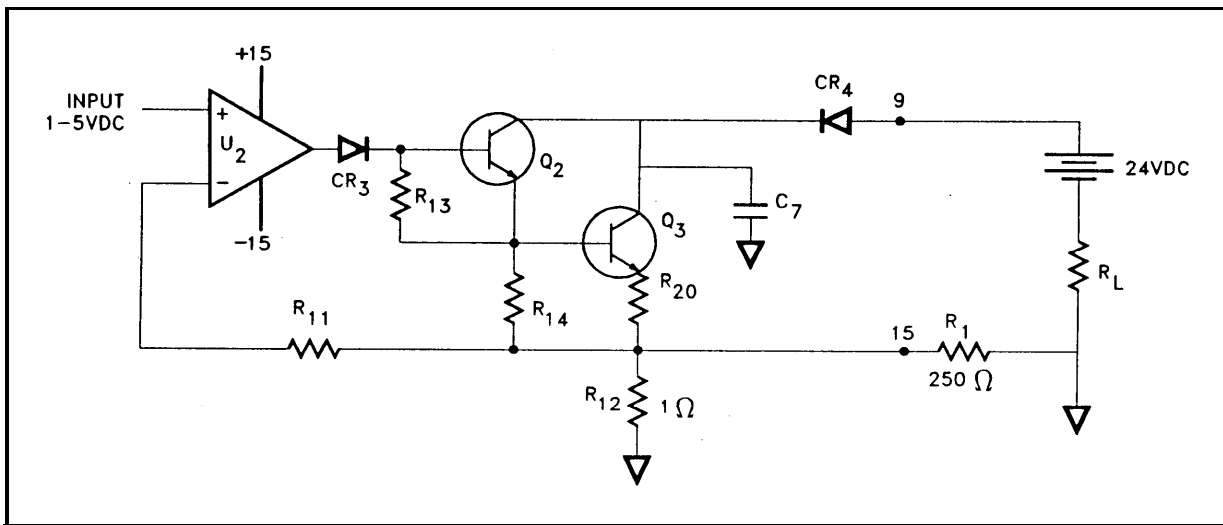 +15
INPUT
1-5VDC
+
U2
-
-15
CR3
R13
Q2
Q3
R14
R20
R11
R12
1 Ω
C7
CR4
9
24VDC
RL
15
R1
250 Ω